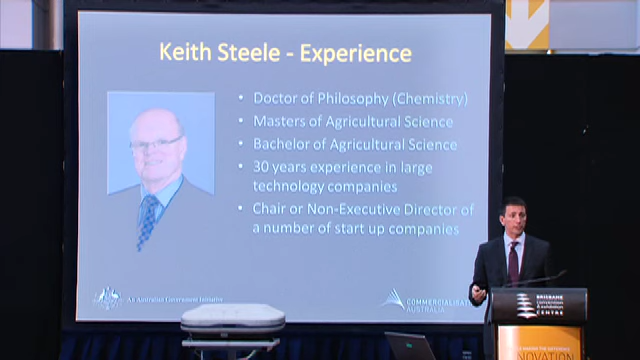 Keith Steele - Experience
• Doctor of Philosophy (Chemistry)
• Masters of Agricultural Science
• Bachelor of Agricultural Science
• 30 years experience in large
technology companies
• Chair or Non-Executive Director of
a number of start up companies
An Australian Government Initiative
COMMERCIALISATION
AUSTRALIA
BRISBANE
convention
& exhibition
CENTRE